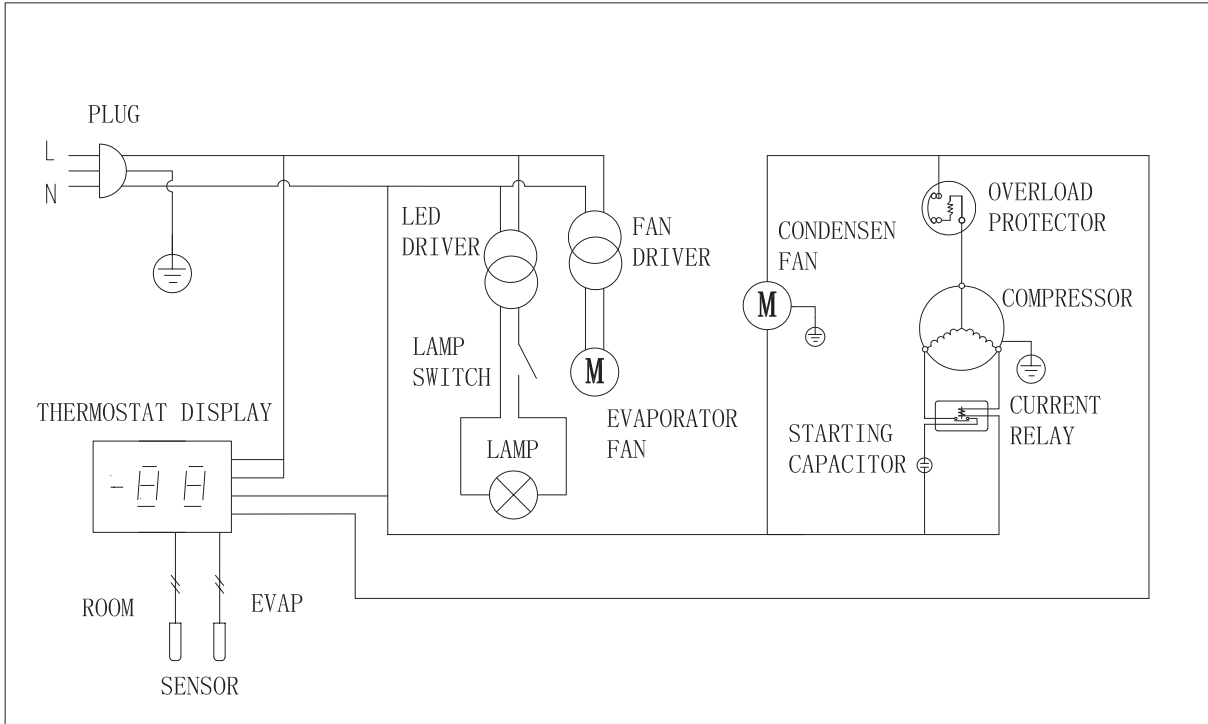 PLUG
L
N
LED
DRIVER
FAN
DRIVER
CONDENSEN
FAN
M
OVERLOAD
PROTECTOR
COMPRESSOR
LAMP
SWITCH
M
EVAPORATOR
FAN
THERMOSTAT DISPLAY
-88
LAMP
STARTING
CAPACITOR
CURRENT
RELAY
ROOM
EVAP
SENSOR